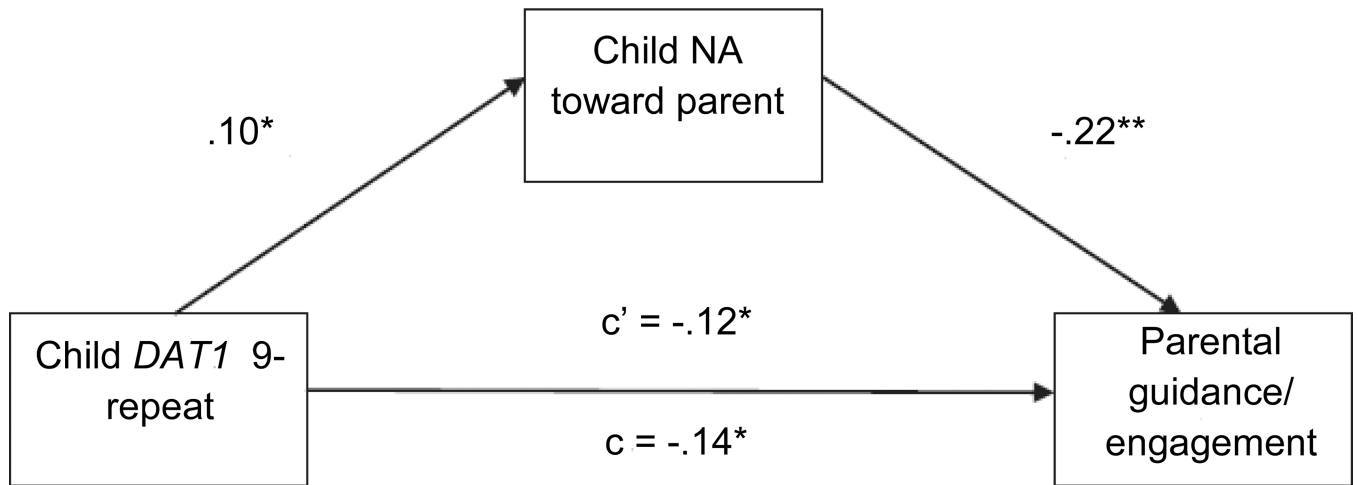 Child NA
toward parent
.10*
-.22**
c’ = -.12*
Child DAT1 9-
repeat
Parental
guidance/
engagement
c = -.14*